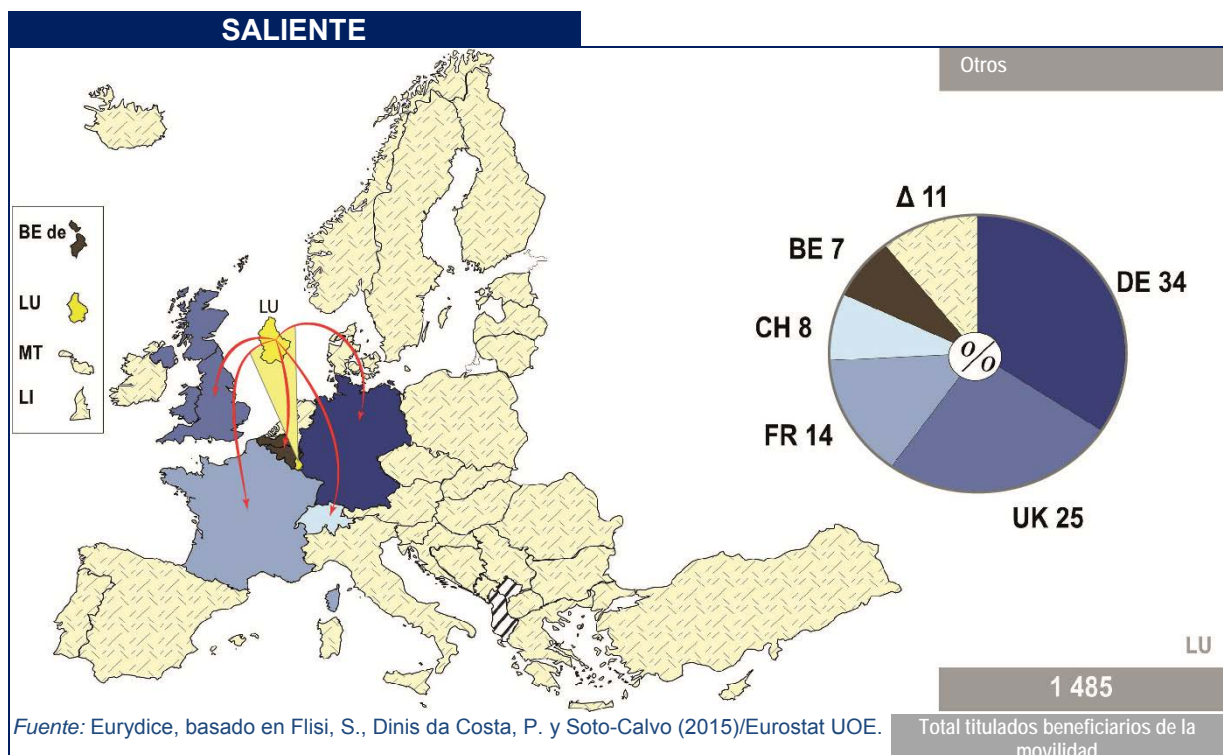 SALIENTE
Otros
BE de
LU
MT
LI
LU
Δ 11
BE 7
CH 8
FR 14
DE 34
UK 25
%
LU
1 485
Total titulados beneficiarios de la
movilidad
Fuente: Eurydice, basado en Flisi, S., Dinis da Costa, P. y Soto-Calvo (2015)/Eurostat UOE.